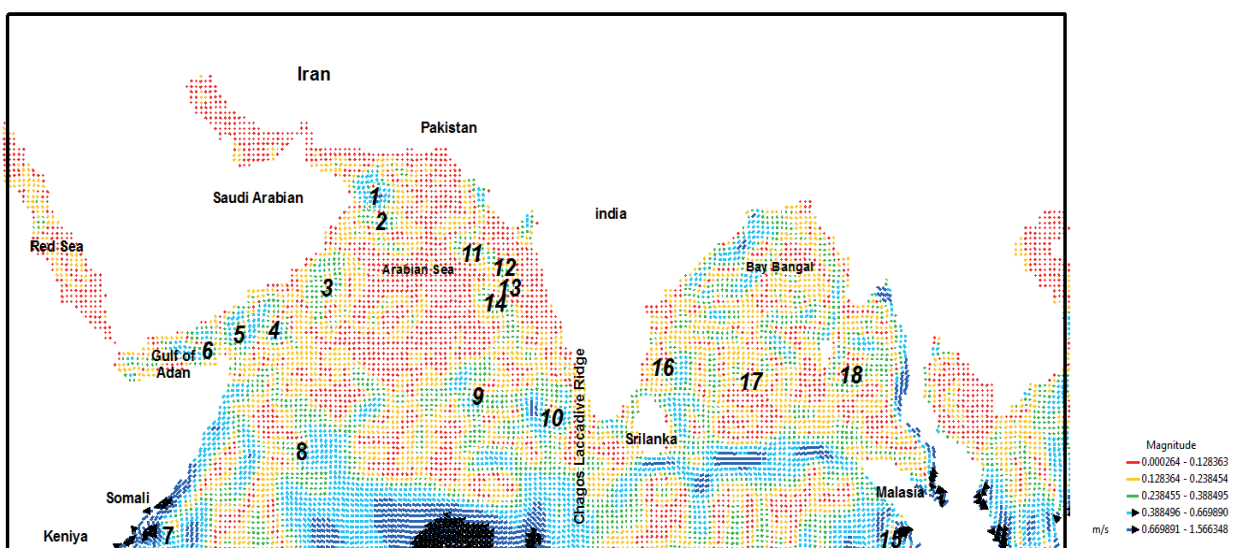 Iran
Pakistan
Saudi Arabian
1
2
india
Red Sea
11
12
Arabian Sea
Bay Bangal
3
13
14
4
5
6
Gulf of
Adan
16
17
18
9
10
Chagos Laccadive Ridge
Srilanka
8
Somali
Malasia
7
Keniya
15
Magnitude
0.000264 - 0.128363
0.128364 - 0.238454
0.238455 - 0.388495
0.388496 - 0.669890
m/s
0.669891 - 1.566348